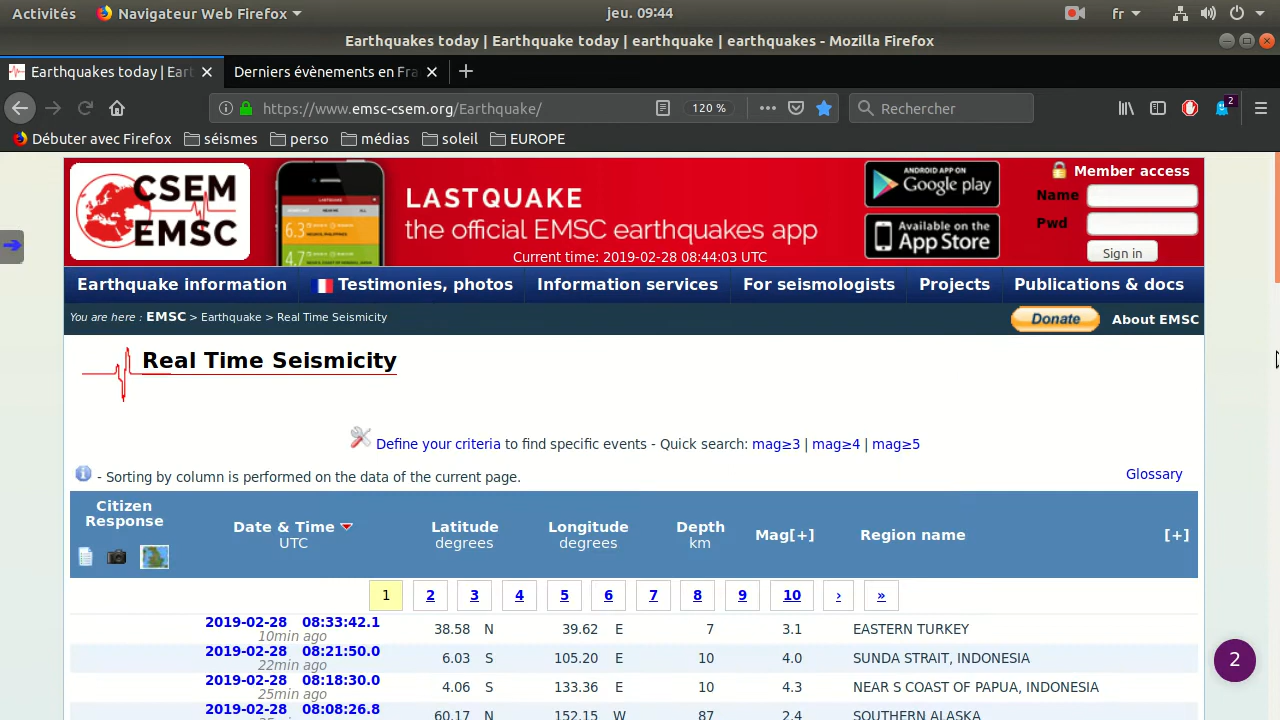 Activités Navigateur Web Firefox jeu. 09:44 fr
Earthquakes today | Earthquake today | earthquake | earthquakes - Mozilla Firefox
Earthquakes today | Ear Derniers évènements en Fra
https://www.emsc-csem.org/Earthquake/ 120 % Rechercher 2
Débuter avec Firefox séismes perso médias soleil EUROPE
CSEM
EMSC
LASTQUAKE
6.3
4.7
LASTQUAKE
the official EMSC earthquakes app
Current time: 2019-02-28 08:44:03 UTC
ANDROID APP ON
Google play
Available on the
App Store
Member access
Name
Pwd
Sign in
Earthquake information Testimonies, photos Information services For seismologists Projects Publications & docs
You are here : EMSC > Earthquake > Real Time Seismicity Donate About EMSC
Real Time Seismicity
Define your criteria to find specific events - Quick search: mag≥3 | mag≥4 | mag≥5
- Sorting by column is performed on the data of the current page. Glossary
Citizen Response Date & Time UTC Latitude degrees Longitude degrees Depth km Mag[+] Region name [+]
1 2 3 4 5 6 7 8 9 10 › »
2019-02-28 08:33:42.1 38.58 N 39.62 E 7 3.1 EASTERN TURKEY
10min ago
2019-02-28 08:21:50.0 6.03 S 105.20 E 10 4.0 SUNDA STRAIT, INDONESIA
22min ago
2019-02-28 08:18:30.0 4.06 S 133.36 E 10 4.3 NEAR S COAST OF PAPUA, INDONESIA
25min ago
2019-02-28 08:08:26.8 60.17 N 152.15 W 87 2.4 SOUTHERN ALASKA
2